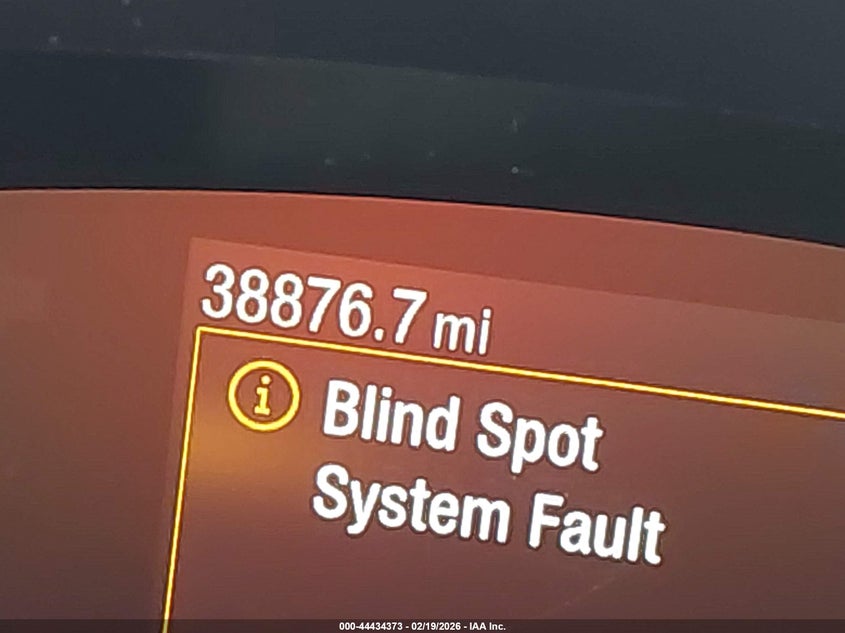 38876.7 mi
i
Blind Spot
System Fault
000-44434373 - 02/19/2026 - IAA Inc.